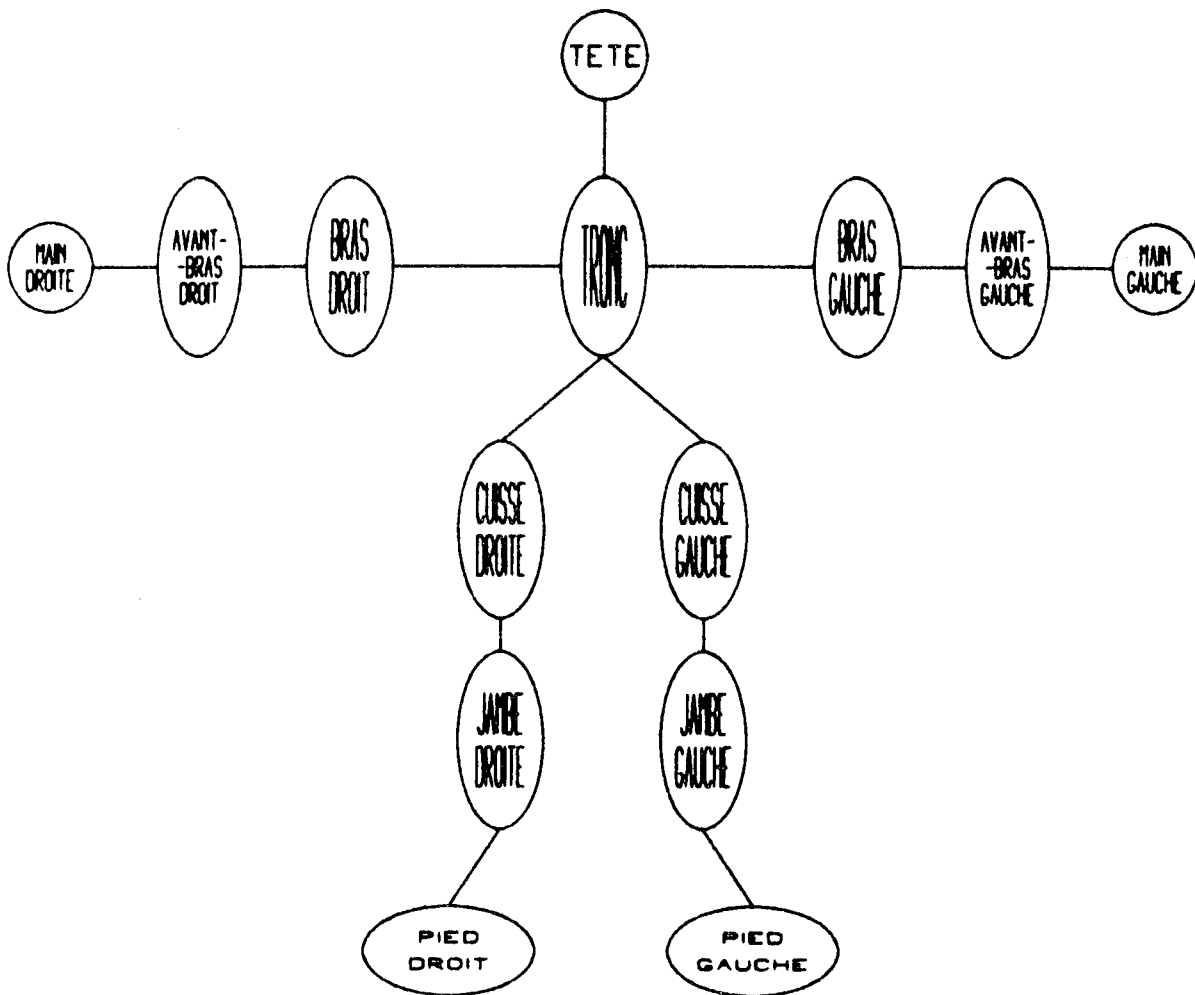 TETE
MAIN
DROITE
AVANT-
-BRAS
DROIT
BRAS
DROIT
TRONC
BRAS
GAUCHE
AVANT-
-BRAS
GAUCHE
MAIN
GAUCHE
CUISSE
DROITE
CUISSE
GAUCHE
JAMBE
DROITE
JAMBE
GAUCHE
PIED
DROIT
PIED
GAUCHE